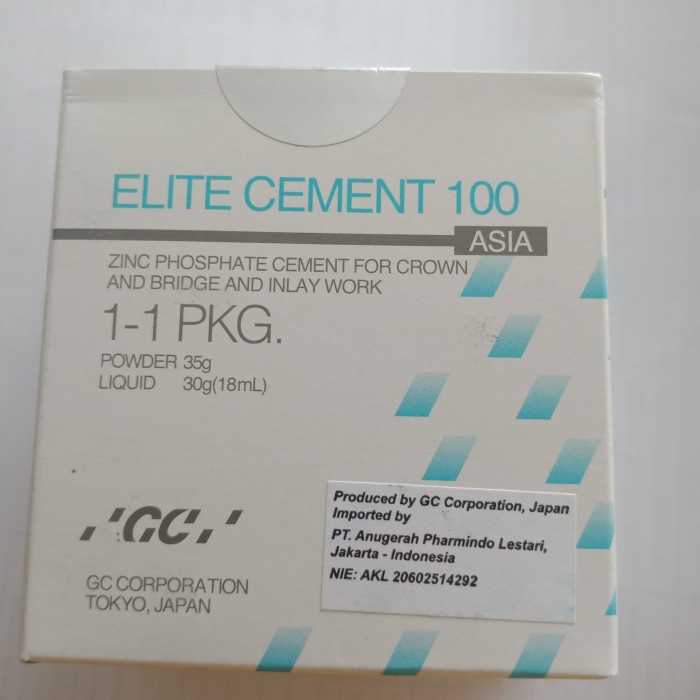 ELITE CEMENT 100
ASIA
ZINC PHOSPHATE CEMENT FOR CROWN
AND BRIDGE AND INLAY WORK
1-1 PKG.
POWDER 35g
LIQUID 30g(18mL)
GC
GC CORPORATION
TOKYO, JAPAN
Produced by GC Corporation, Japan
Imported by
PT. Anugerah Pharmindo Lestari,
Jakarta - Indonesia
NIE: AKL 20602514292